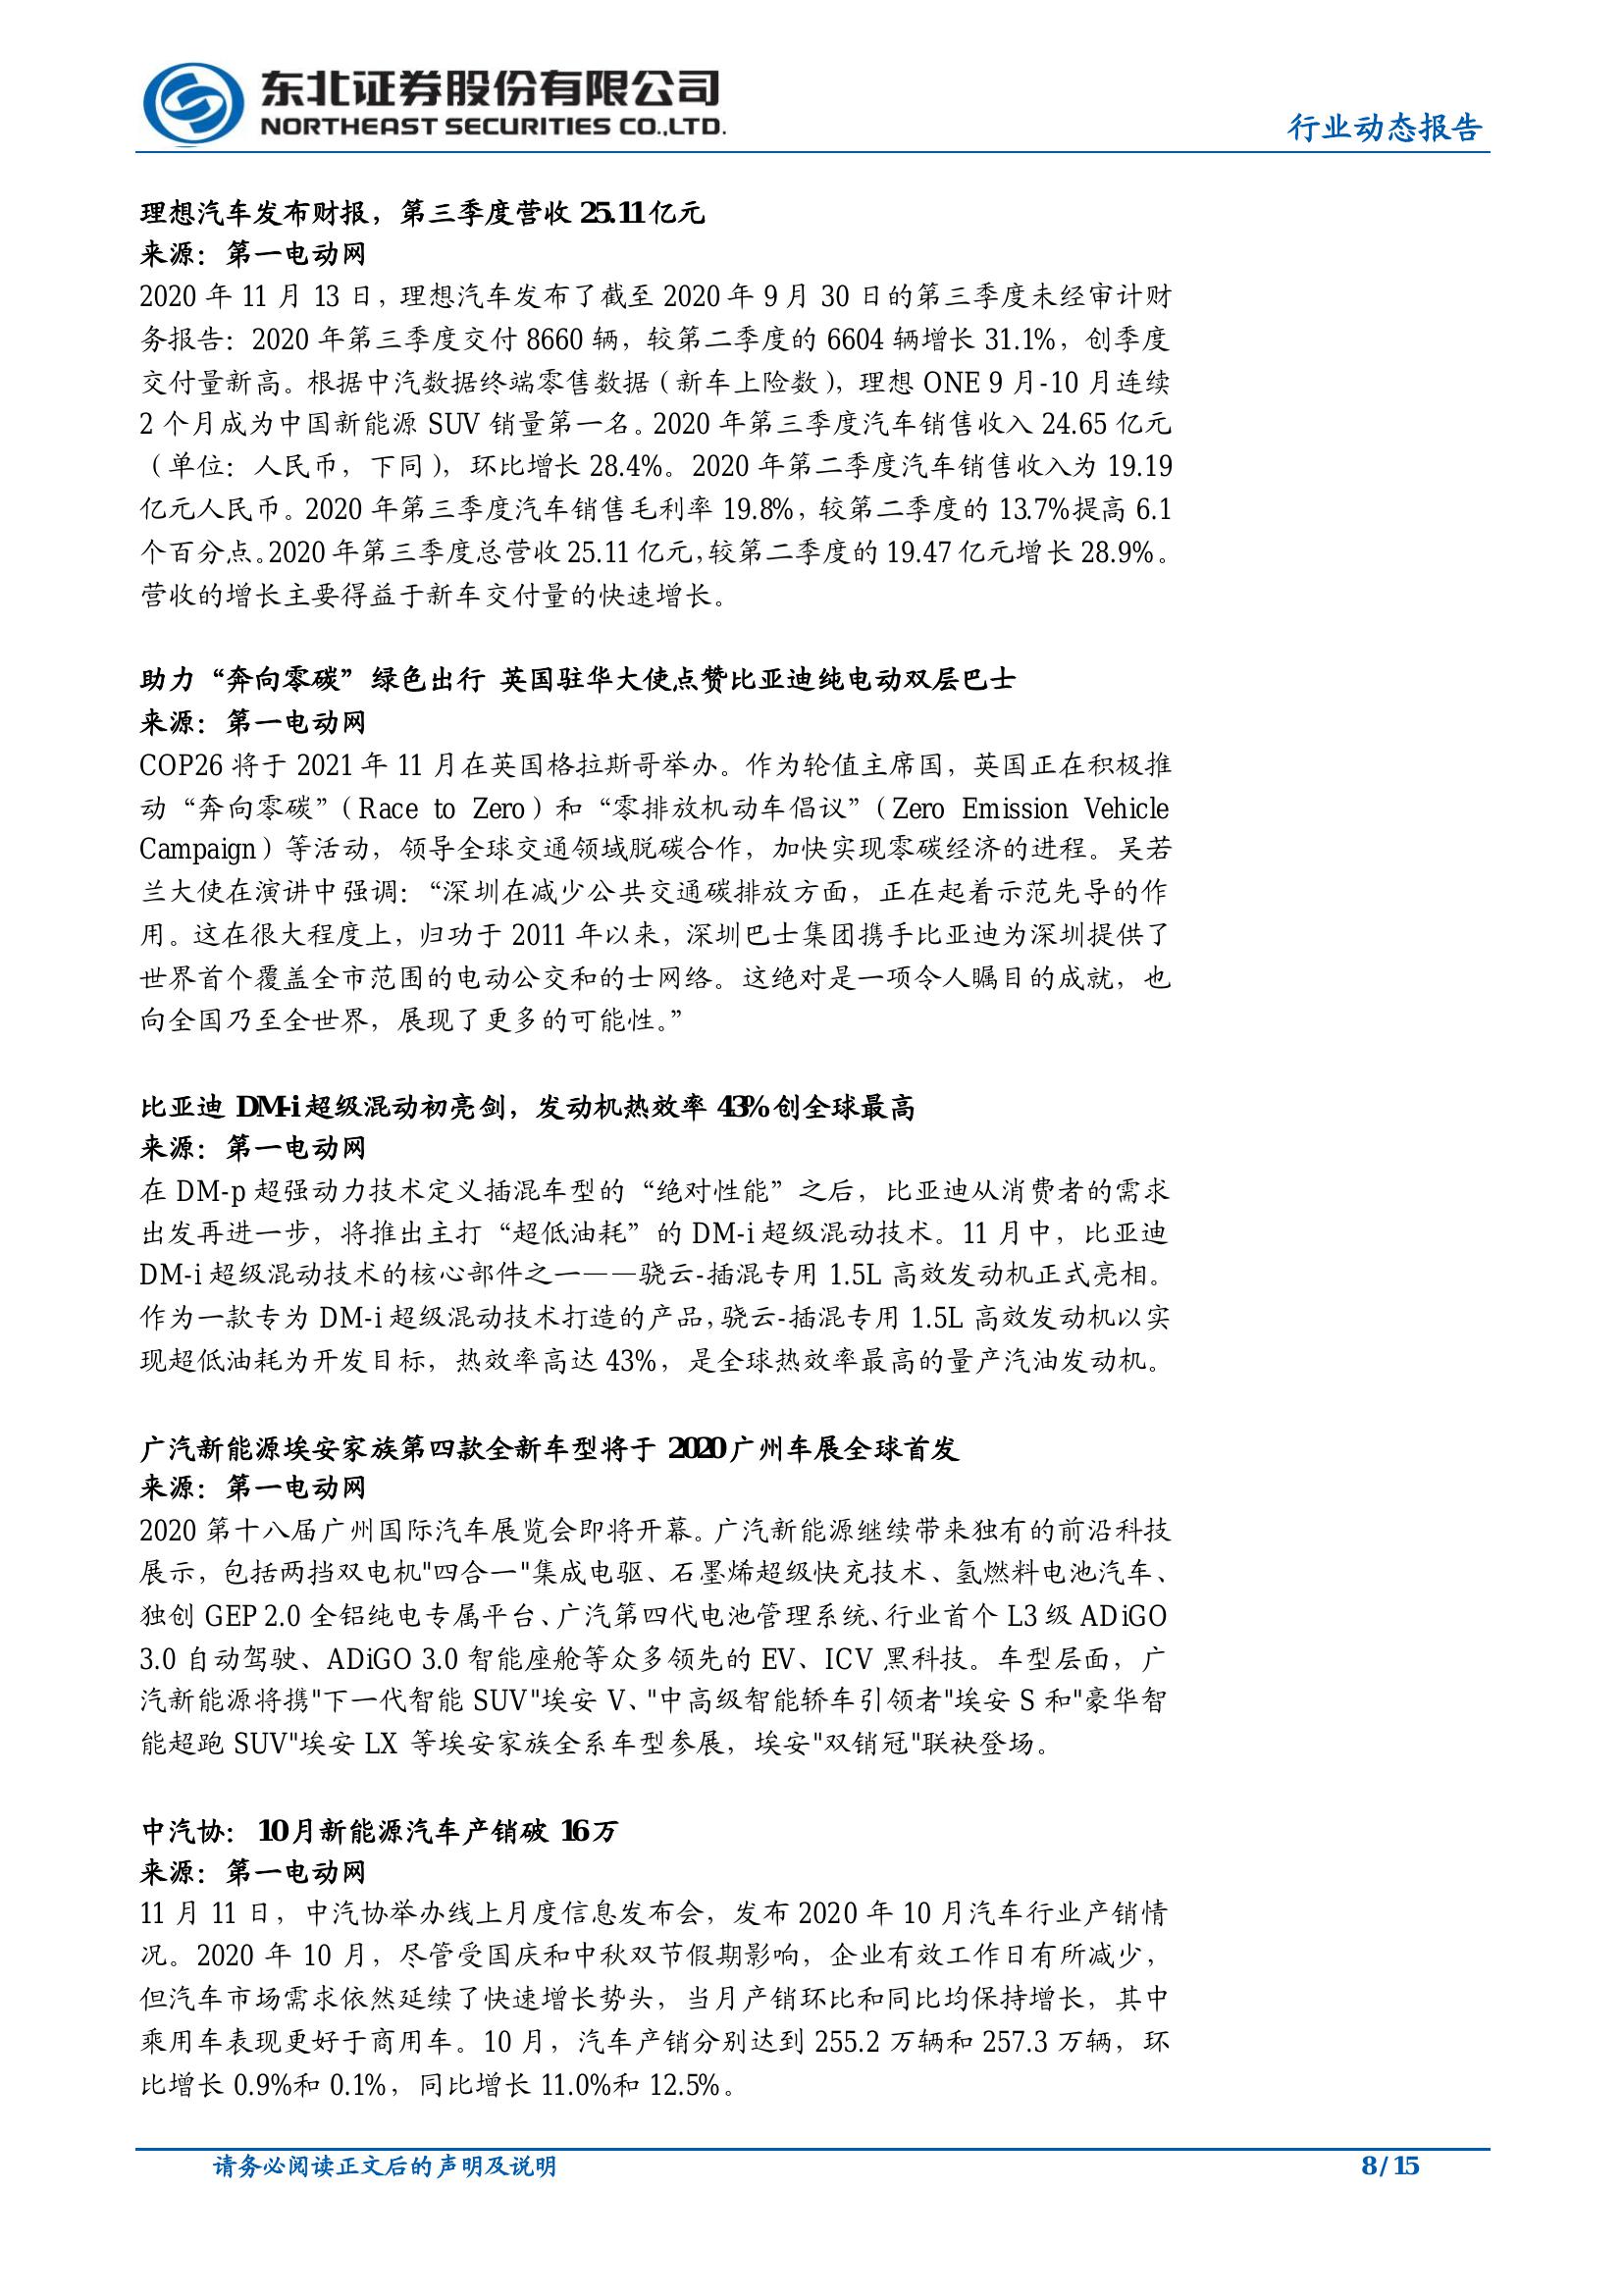 东北证券股份有限公司
NORTHEAST SECURITIES CO.,LTD.
行业动态报告
理想汽车发布财报，第三季度营收 25.11 亿元
来源：第一电动网
2020 年 11 月 13 日，理想汽车发布了截至 2020 年 9 月 30 日的第三季度未经审计财
务报告：2020 年第三季度交付 8660 辆，较第二季度的 6604 辆增长 31.1%，创季度
交付量新高。根据中汽数据终端零售数据（新车上险数），理想 ONE 9 月-10 月连续
2 个月成为中国新能源 SUV 销量第一名。2020 年第三季度汽车销售收入 24.65 亿元
（单位：人民币，下同），环比增长 28.4%。2020 年第二季度汽车销售收入为 19.19
亿元人民币。2020 年第三季度汽车销售毛利率 19.8%，较第二季度的 13.7%提高 6.1
个百分点。2020 年第三季度总营收 25.11 亿元，较第二季度的 19.47 亿元增长 28.9%。
营收的增长主要得益于新车交付量的快速增长。
助力“奔向零碳”绿色出行 英国驻华大使点赞比亚迪纯电动双层巴士
来源：第一电动网
COP26 将于 2021 年 11 月在英国格拉斯哥举办。作为轮值主席国，英国正在积极推
动“奔向零碳”（Race to Zero）和“零排放机动车倡议”（Zero Emission Vehicle
Campaign）等活动，领导全球交通领域脱碳合作，加快实现零碳经济的进程。吴若
兰大使在演讲中强调：“深圳在减少公共交通碳排放方面，正在起着示范先导的作
用。这在很大程度上，归功于 2011 年以来，深圳巴士集团携手比亚迪为深圳提供了
世界首个覆盖全市范围的电动公交和的士网络。这绝对是一项令人瞩目的成就，也
向全国乃至全世界，展现了更多的可能性。”
比亚迪 DM-i 超级混动初亮剑，发动机热效率 43%创全球最高
来源：第一电动网
在 DM-p 超强动力技术定义插混车型的“绝对性能”之后，比亚迪从消费者的需求
出发再进一步，将推出主打“超低油耗”的 DM-i 超级混动技术。11 月中，比亚迪
DM-i 超级混动技术的核心部件之一——骁云-插混专用 1.5L 高效发动机正式亮相。
作为一款专为 DM-i 超级混动技术打造的产品，骁云-插混专用 1.5L 高效发动机以实
现超低油耗为开发目标，热效率高达 43%，是全球热效率最高的量产汽油发动机。
广汽新能源埃安家族第四款全新车型将于 2020 广州车展全球首发
来源：第一电动网
2020 第十八届广州国际汽车展览会即将开幕。广汽新能源继续带来独有的前沿科技
展示，包括两挡双电机"四合一"集成电驱、石墨烯超级快充技术、氢燃料电池汽车、
独创 GEP 2.0 全铝纯电专属平台、广汽第四代电池管理系统、行业首个 L3 级 ADiGO
3.0 自动驾驶、ADiGO 3.0 智能座舱等众多领先的 EV、ICV 黑科技。车型层面，广
汽新能源将携"下一代智能 SUV"埃安 V、"中高级智能轿车引领者"埃安 S 和"豪华智
能超跑 SUV"埃安 LX 等埃安家族全系车型参展，埃安"双销冠"联袂登场。
中汽协：10 月新能源汽车产销破 16 万
来源：第一电动网
11 月 11 日，中汽协举办线上月度信息发布会，发布 2020 年 10 月汽车行业产销情
况。2020 年 10 月，尽管受国庆和中秋双节假期影响，企业有效工作日有所减少，
但汽车市场需求依然延续了快速增长势头，当月产销环比和同比均保持增长，其中
乘用车表现更好于商用车。10 月，汽车产销分别达到 255.2 万辆和 257.3 万辆，环
比增长 0.9%和 0.1%，同比增长 11.0%和 12.5%。
请务必阅读正文后的声明及说明
8 / 15